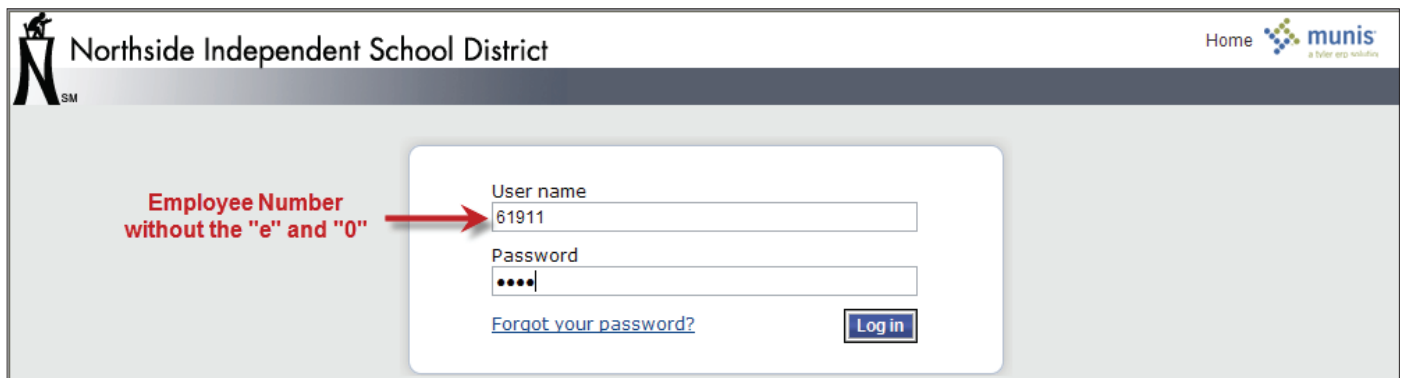 Northside Independent School District
SM
Home
munis
a tyler erp solution
Employee Number
without the "e" and "0"
User name
61911
Password
Forgot your password?
Log in